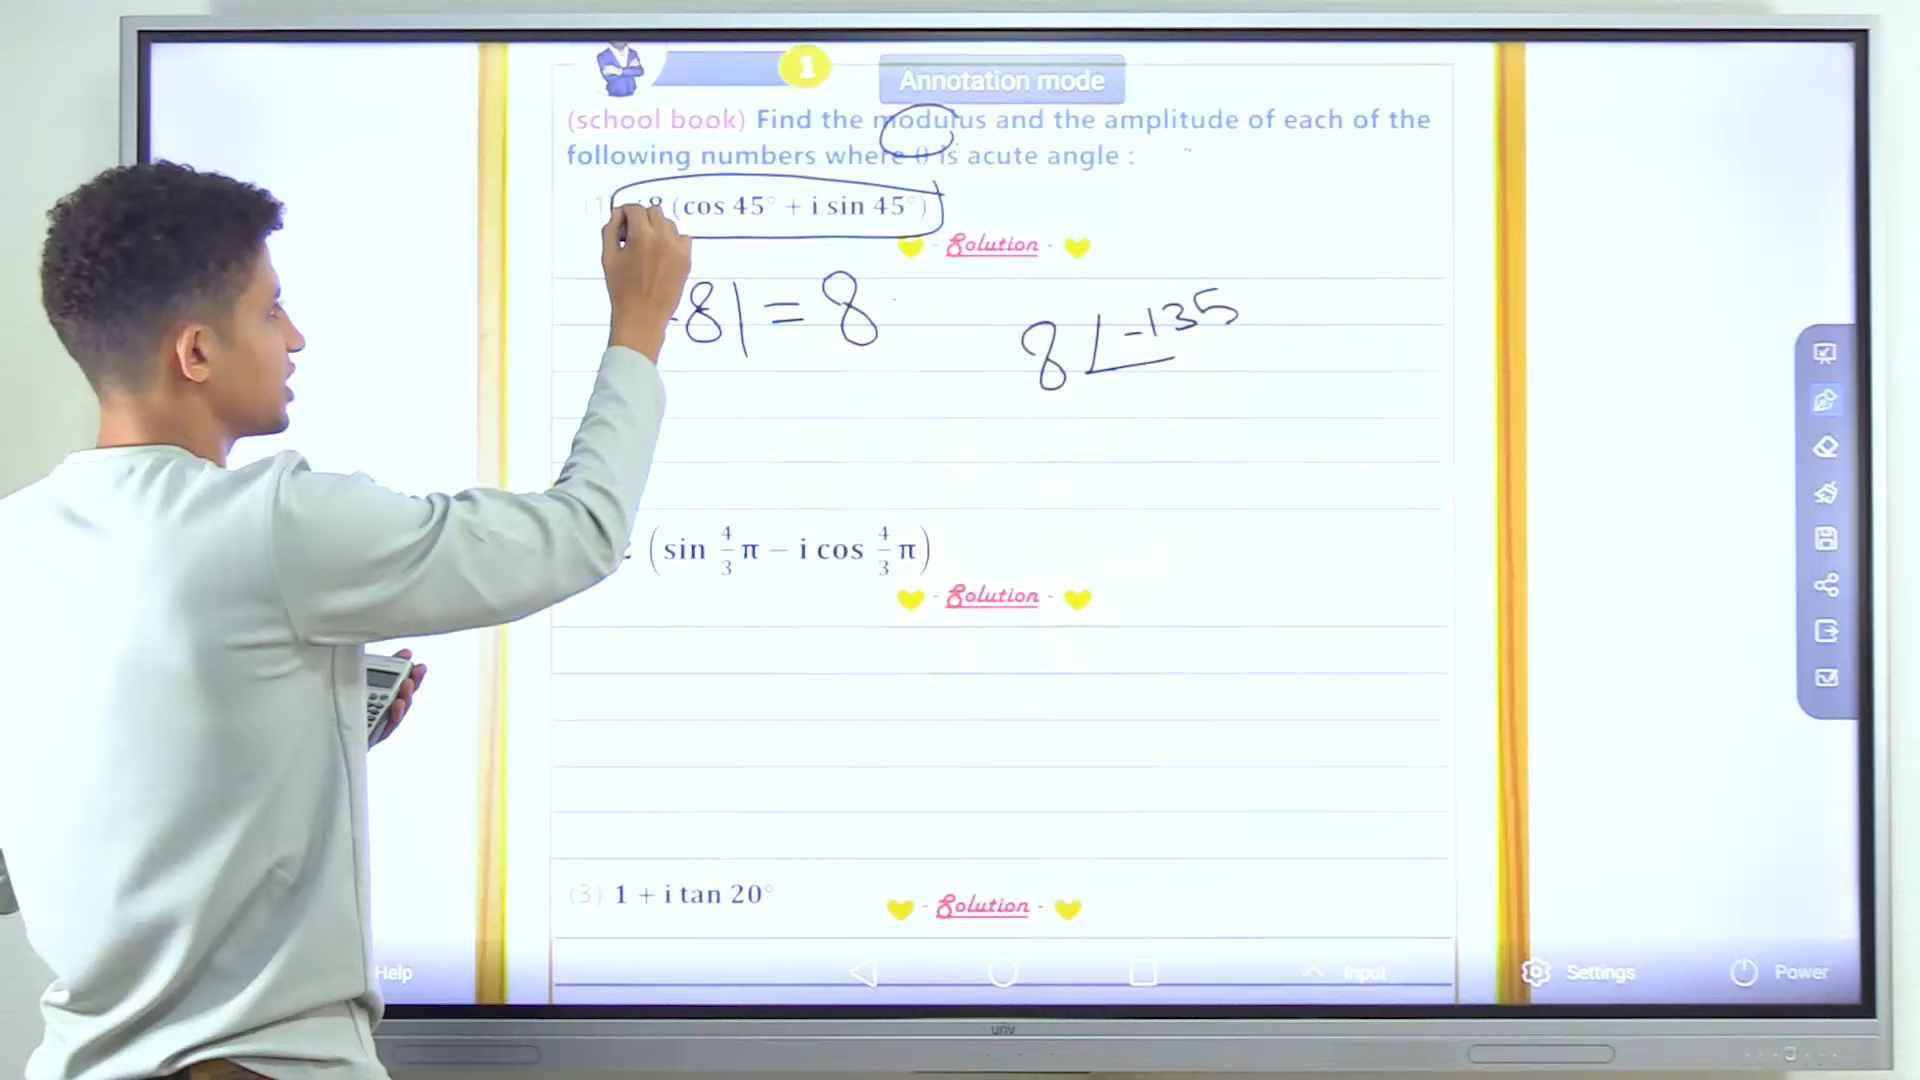 1
Annotation mode
(school book) Find the modulus and the amplitude of each of the
following numbers where θ is acute angle :
8 (cos 45° + i sin 45°)
- Solution -
-8| = 8
8 ∠-135
(sin 4/3 π – i cos 4/3 π)
- Solution -
(3) 1 + i tan 20°
- Solution -
Help
Input
Settings
Power
unv